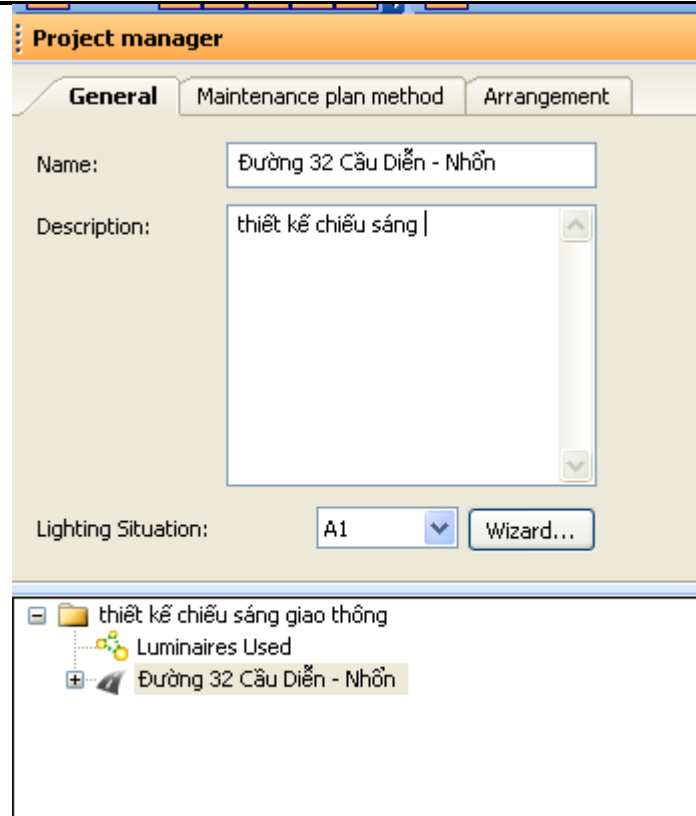 Project manager
General
Maintenance plan method
Arrangement
Name:
Đường 32 Cầu Diễn - Nhổn
Description:
thiết kế chiếu sáng
Lighting Situation:
A1
Wizard...
thiết kế chiếu sáng giao thông
Luminaires Used
Đường 32 Cầu Diễn - Nhổn